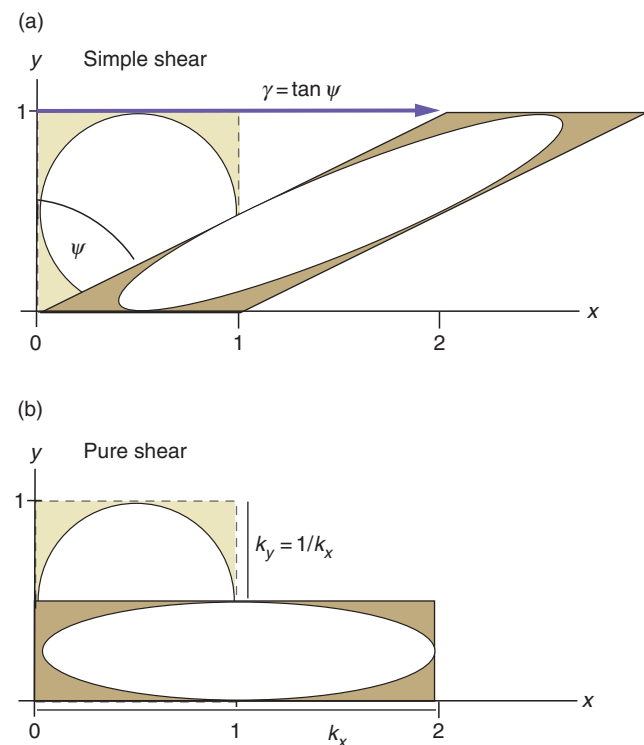 (a)
y Simple shear
γ = tan ψ
1
ψ
x
0 1 2
(b)
y Pure shear
1
k_y = 1/k_x
x
0 1 2
k_x